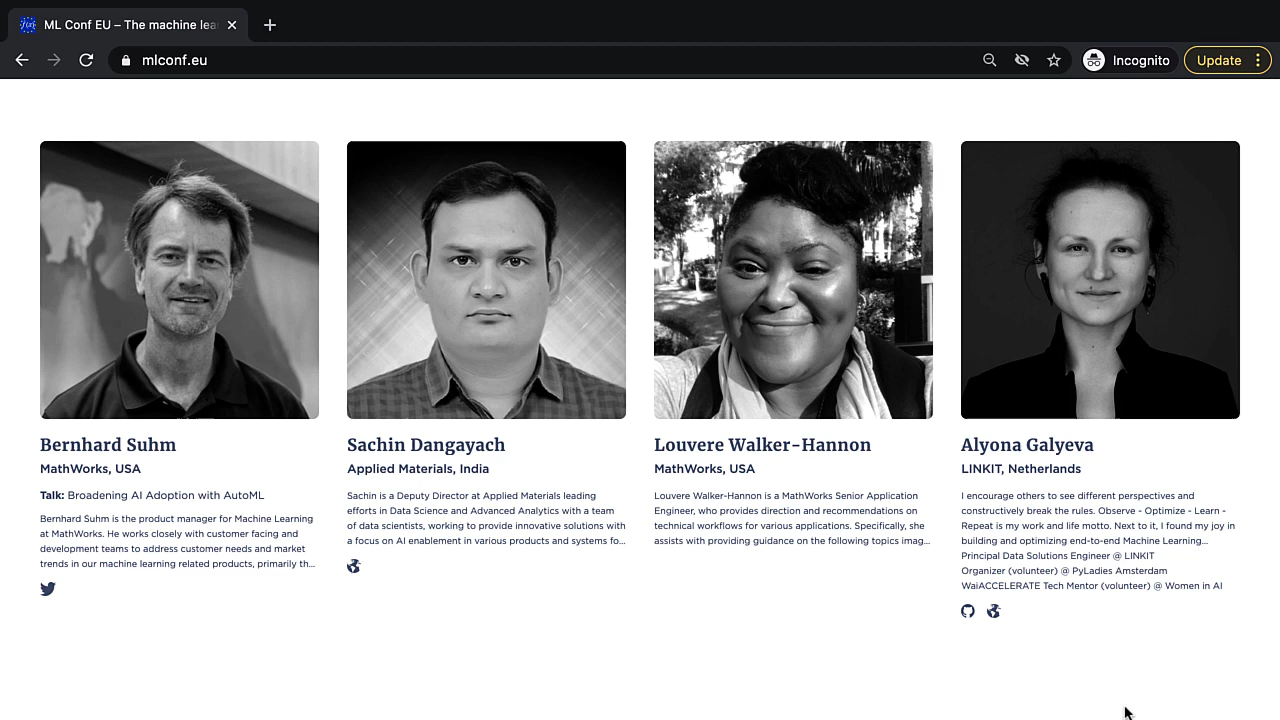 ML Conf EU – The machine lea
mlconf.eu
Incognito
Update
Bernhard Suhm
MathWorks, USA
Talk: Broadening AI Adoption with AutoML
Bernhard Suhm is the product manager for Machine Learning
at MathWorks. He works closely with customer facing and
development teams to address customer needs and market
trends in our machine learning related products, primarily th...
Sachin Dangayach
Applied Materials, India
Sachin is a Deputy Director at Applied Materials leading
efforts in Data Science and Advanced Analytics with a team
of data scientists, working to provide innovative solutions with
a focus on AI enablement in various products and systems fo...
Louvere Walker-Hannon
MathWorks, USA
Louvere Walker-Hannon is a MathWorks Senior Application
Engineer, who provides direction and recommendations on
technical workflows for various applications. Specifically, she
assists with providing guidance on the following topics imag...
Alyona Galyeva
LINKIT, Netherlands
I encourage others to see different perspectives and
constructively break the rules. Observe - Optimize - Learn -
Repeat is my work and life motto. Next to it, I found my joy in
building and optimizing end-to-end Machine Learning...
Principal Data Solutions Engineer @ LINKIT
Organizer (volunteer) @ PyLadies Amsterdam
WaiACCELERATE Tech Mentor (volunteer) @ Women in AI